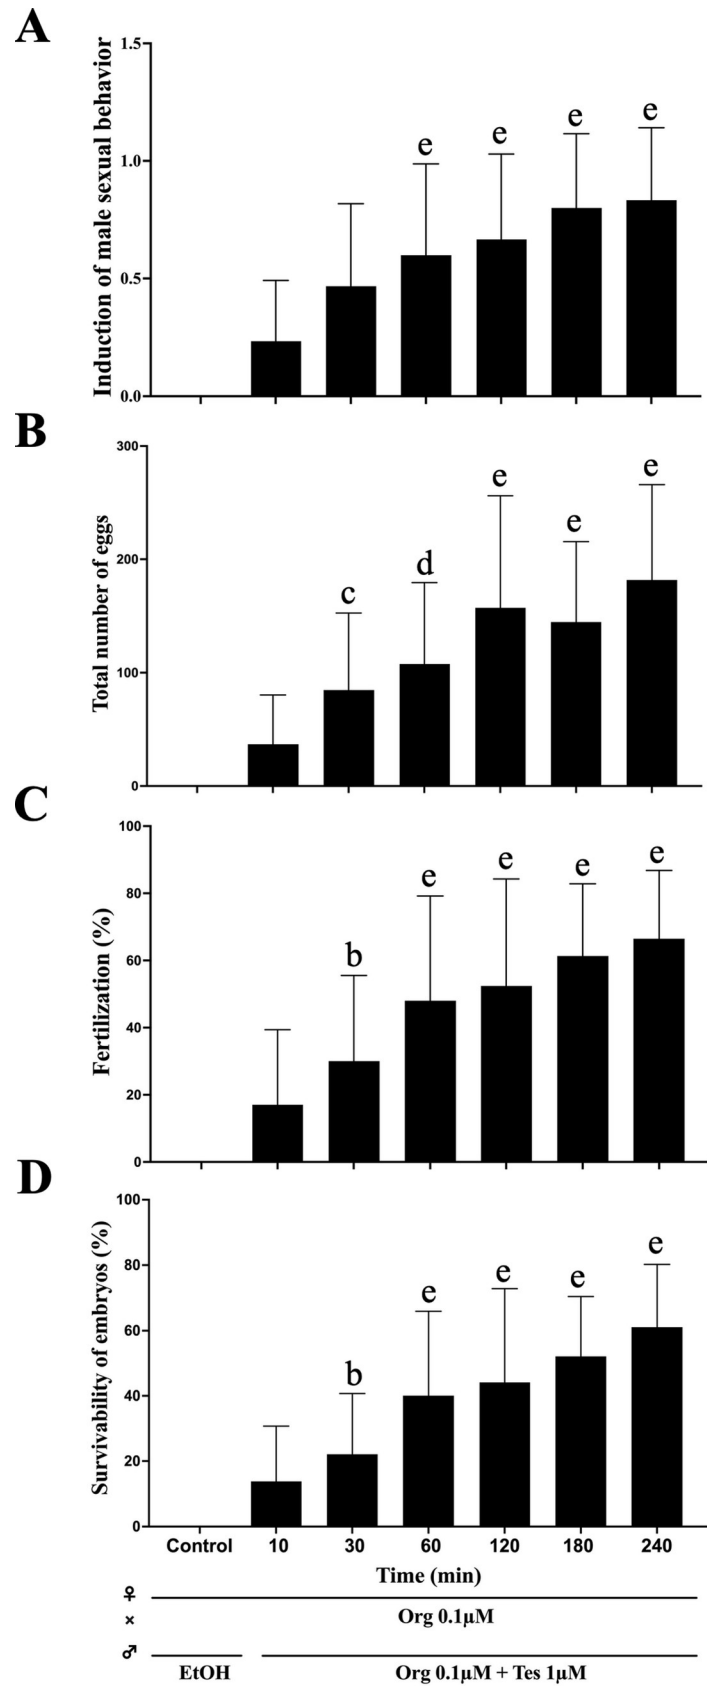 A
Induction of male sexual behavior
1.5
1.0
0.5
0.0
e
e
e
e
B
Total number of eggs
300
200
100
0
c
d
e
e
e
C
Fertilization (%)
100
80
60
40
20
0
b
e
e
e
e
D
Survivability of embryos (%)
100
80
60
40
20
0
b
e
e
e
e
Control 10 30 60 120 180 240
Time (min)
♀
Org 0.1μM
×
♂
EtOH Org 0.1μM + Tes 1μM